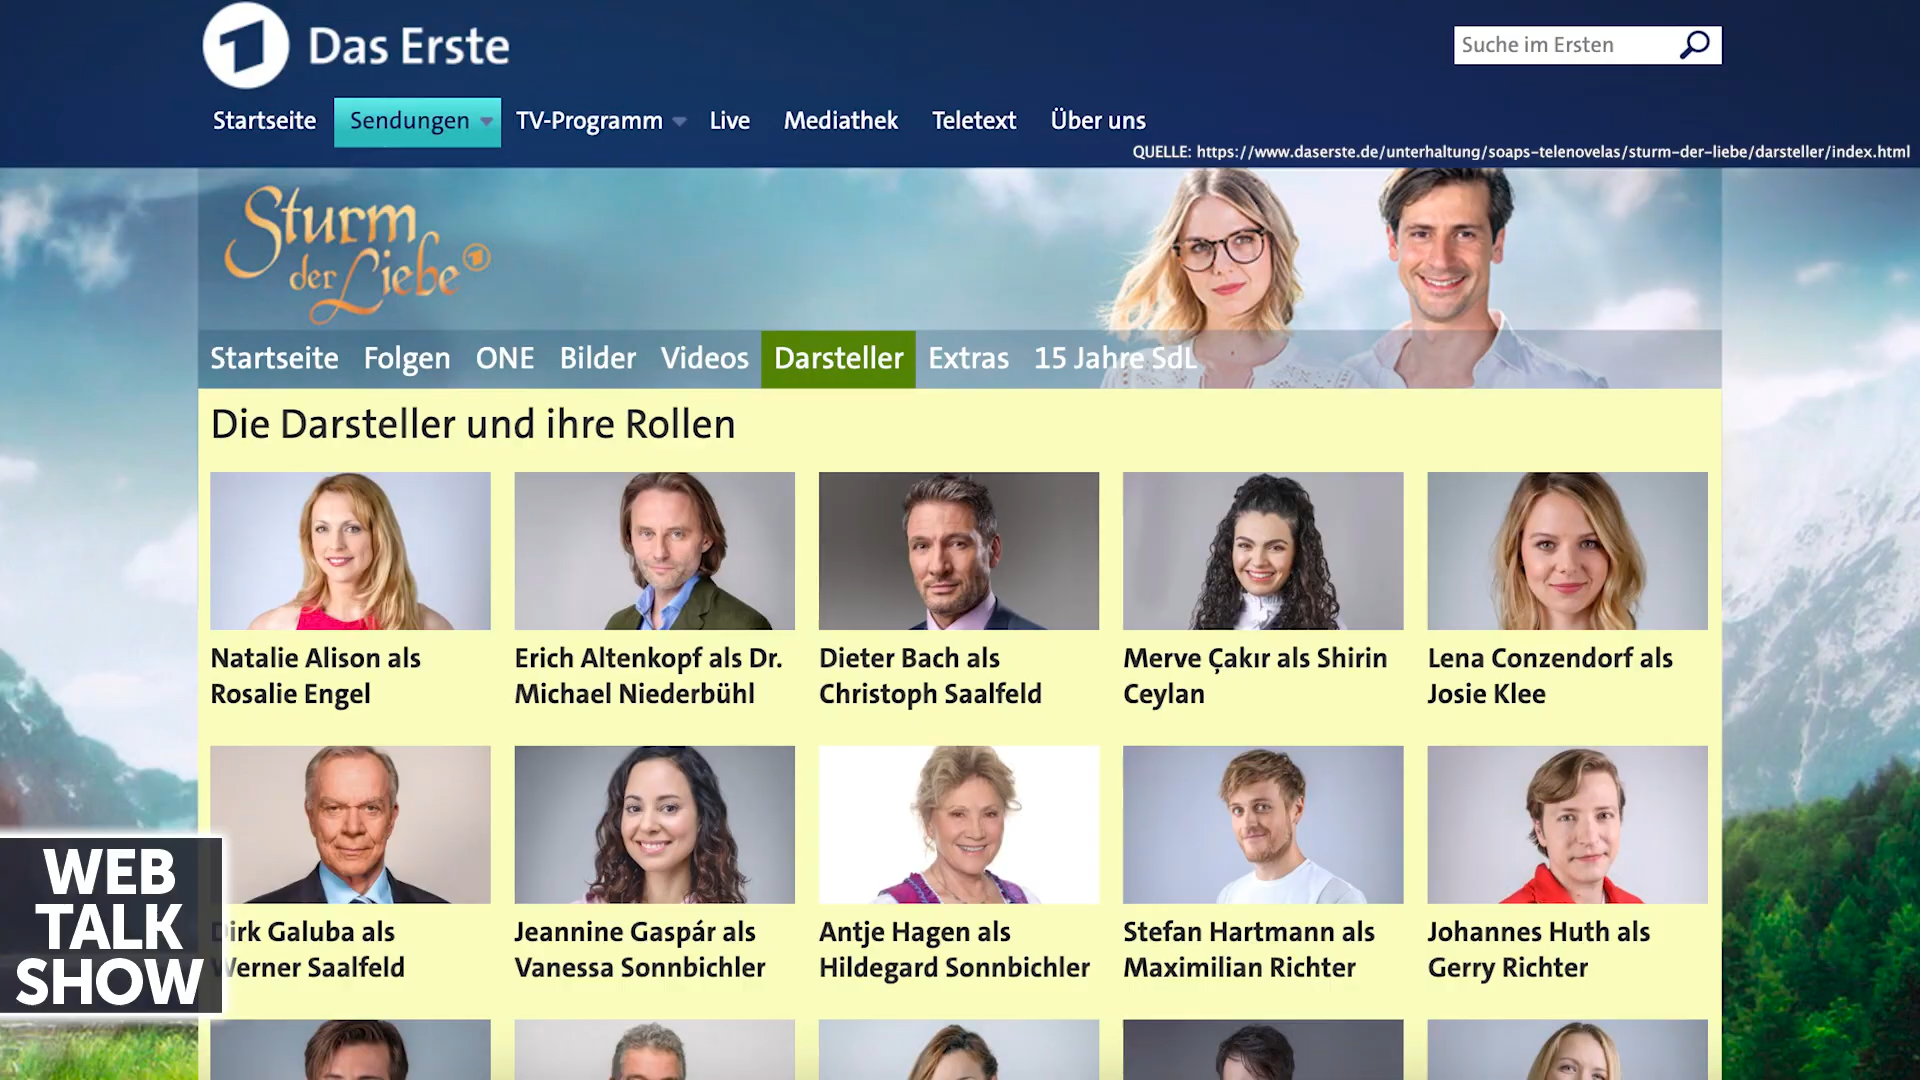 Das Erste
Suche im Ersten
Startseite Sendungen TV-Programm Live Mediathek Teletext Über uns
QUELLE: https://www.daserste.de/unterhaltung/soaps-telenovelas/sturm-der-liebe/darsteller/index.html
Sturm
der Liebe
Startseite Folgen ONE Bilder Videos Darsteller Extras 15 Jahre SdL
Die Darsteller und ihre Rollen
Natalie Alison als
Rosalie Engel
Erich Altenkopf als Dr.
Michael Niederbühl
Dieter Bach als
Christoph Saalfeld
Merve Çakır als Shirin
Ceylan
Lena Conzendorf als
Josie Klee
Dirk Galuba als
Werner Saalfeld
Jeannine Gaspár als
Vanessa Sonnbichler
Antje Hagen als
Hildegard Sonnbichler
Stefan Hartmann als
Maximilian Richter
Johannes Huth als
Gerry Richter
WEB
TALK
SHOW